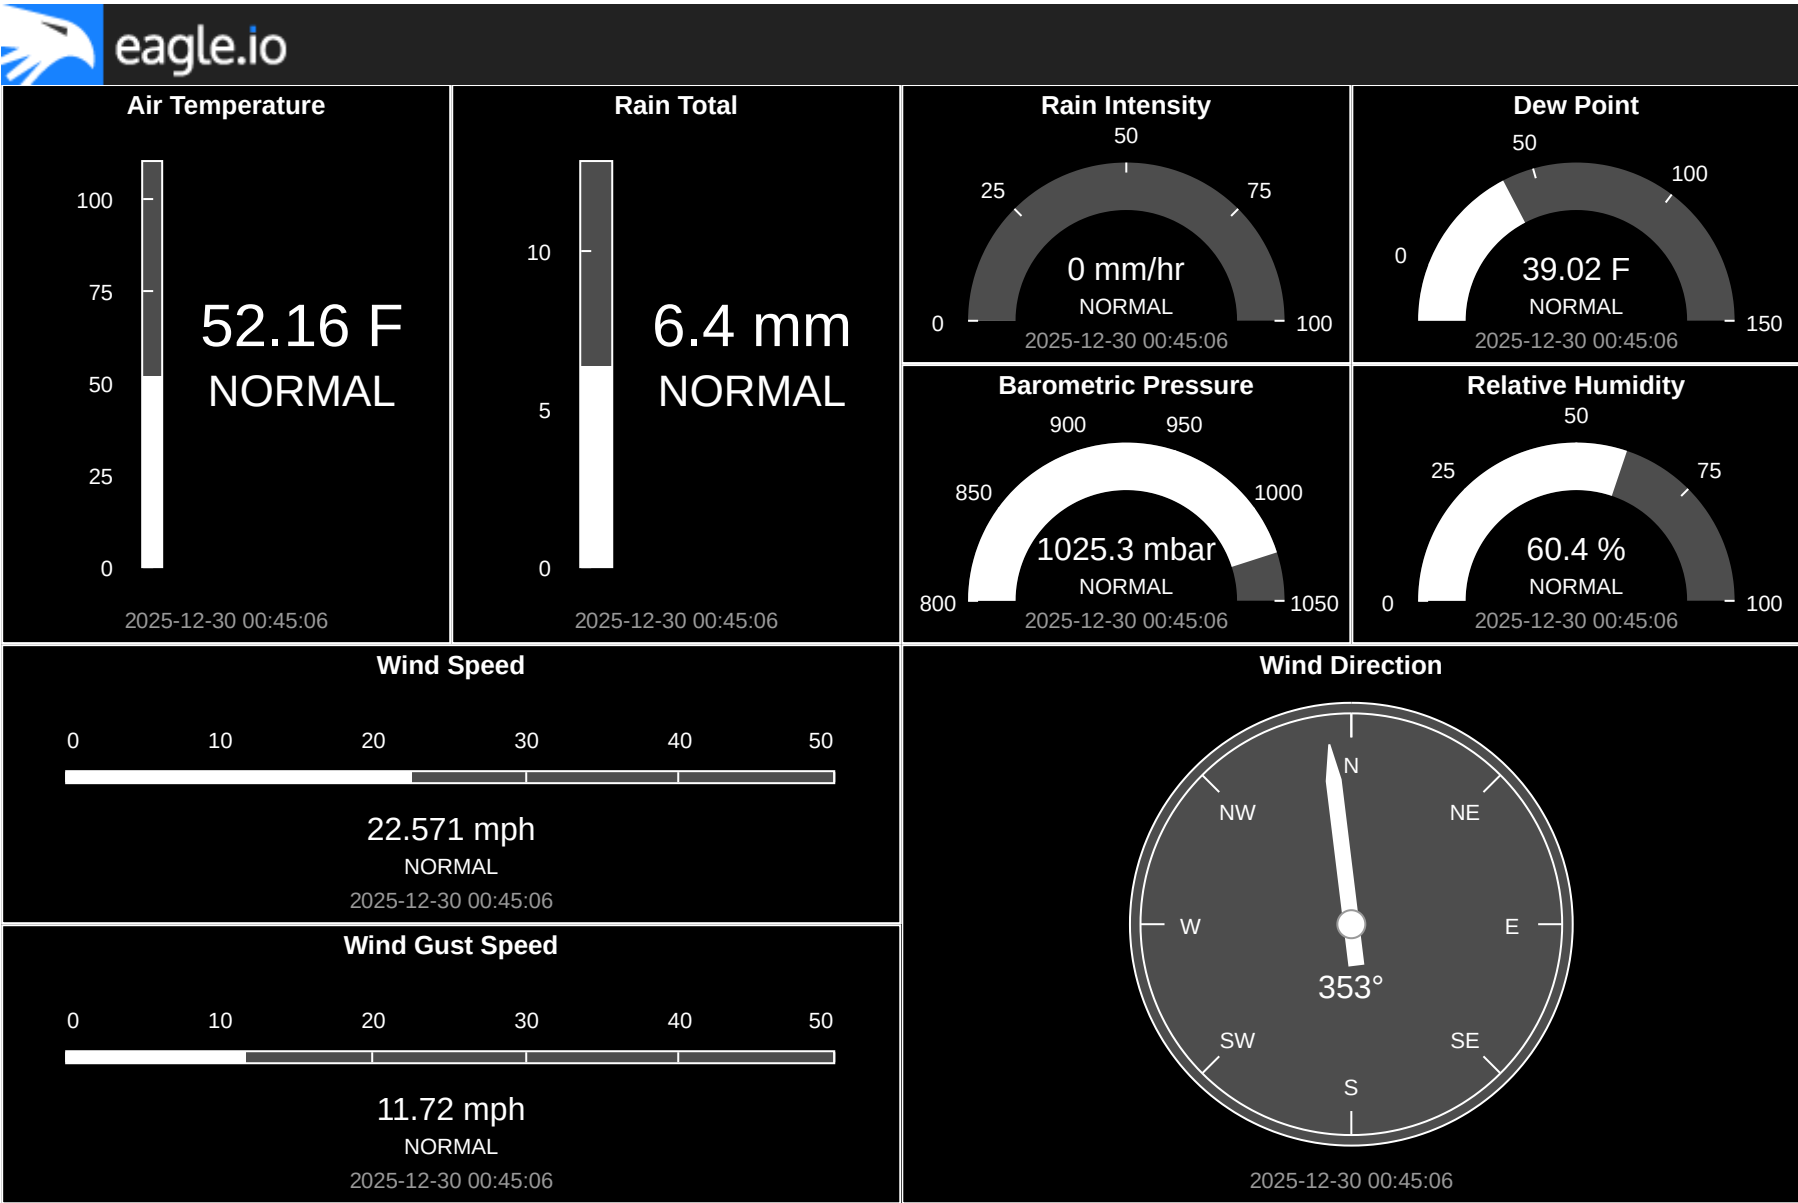 eagle.io
Air Temperature
100
75
50
25
0
52.16 F
NORMAL
2025-12-30 00:45:06
Rain Total
10
5
0
6.4 mm
NORMAL
2025-12-30 00:45:06
Rain Intensity
50
25
75
0
100
0 mm/hr
NORMAL
2025-12-30 00:45:06
Dew Point
50
100
0
150
39.02 F
NORMAL
2025-12-30 00:45:06
Barometric Pressure
900
950
850
1000
800
1050
1025.3 mbar
NORMAL
2025-12-30 00:45:06
Relative Humidity
50
25
75
0
100
60.4 %
NORMAL
2025-12-30 00:45:06
Wind Speed
0 10 20 30 40 50
22.571 mph
NORMAL
2025-12-30 00:45:06
Wind Gust Speed
0 10 20 30 40 50
11.72 mph
NORMAL
2025-12-30 00:45:06
Wind Direction
N
NW NE
W E
353°
SW SE
S
2025-12-30 00:45:06